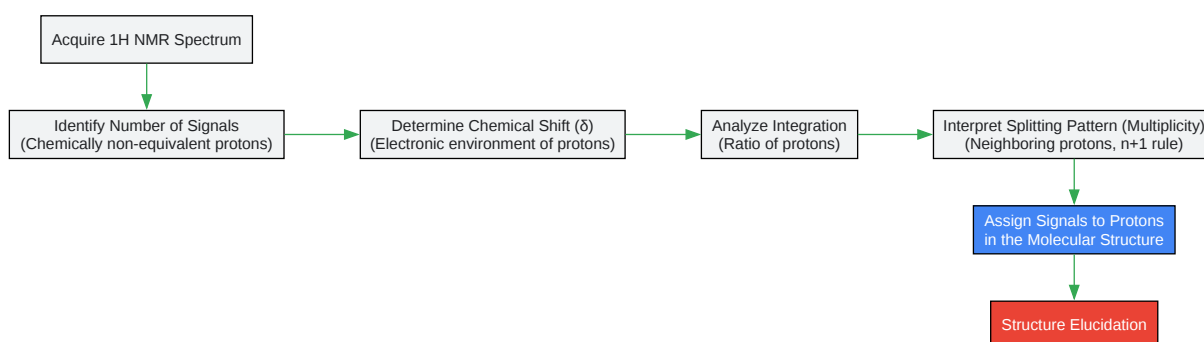 Acquire 1H NMR Spectrum
Identify Number of Signals
(Chemically non-equivalent protons)
Determine Chemical Shift (δ)
(Electronic environment of protons)
Analyze Integration
(Ratio of protons)
Interpret Splitting Pattern (Multiplicity)
(Neighboring protons, n+1 rule)
Assign Signals to Protons
in the Molecular Structure
Structure Elucidation